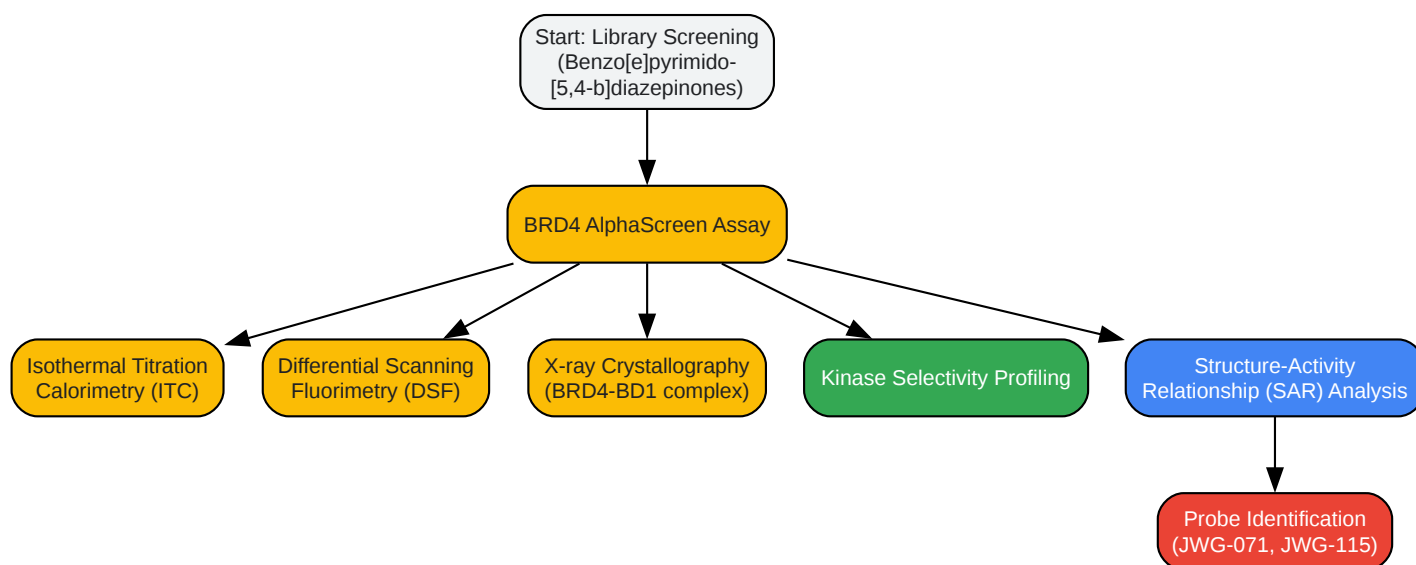 Start: Library Screening
(Benzo[e]pyrimido-
[5,4-b]diazepinones)
BRD4 AlphaScreen Assay
Isothermal Titration
Calorimetry (ITC)
Differential Scanning
Fluorimetry (DSF)
X-ray Crystallography
(BRD4-BD1 complex)
Kinase Selectivity Profiling
Structure-Activity
Relationship (SAR) Analysis
Probe Identification
(JWG-071, JWG-115)